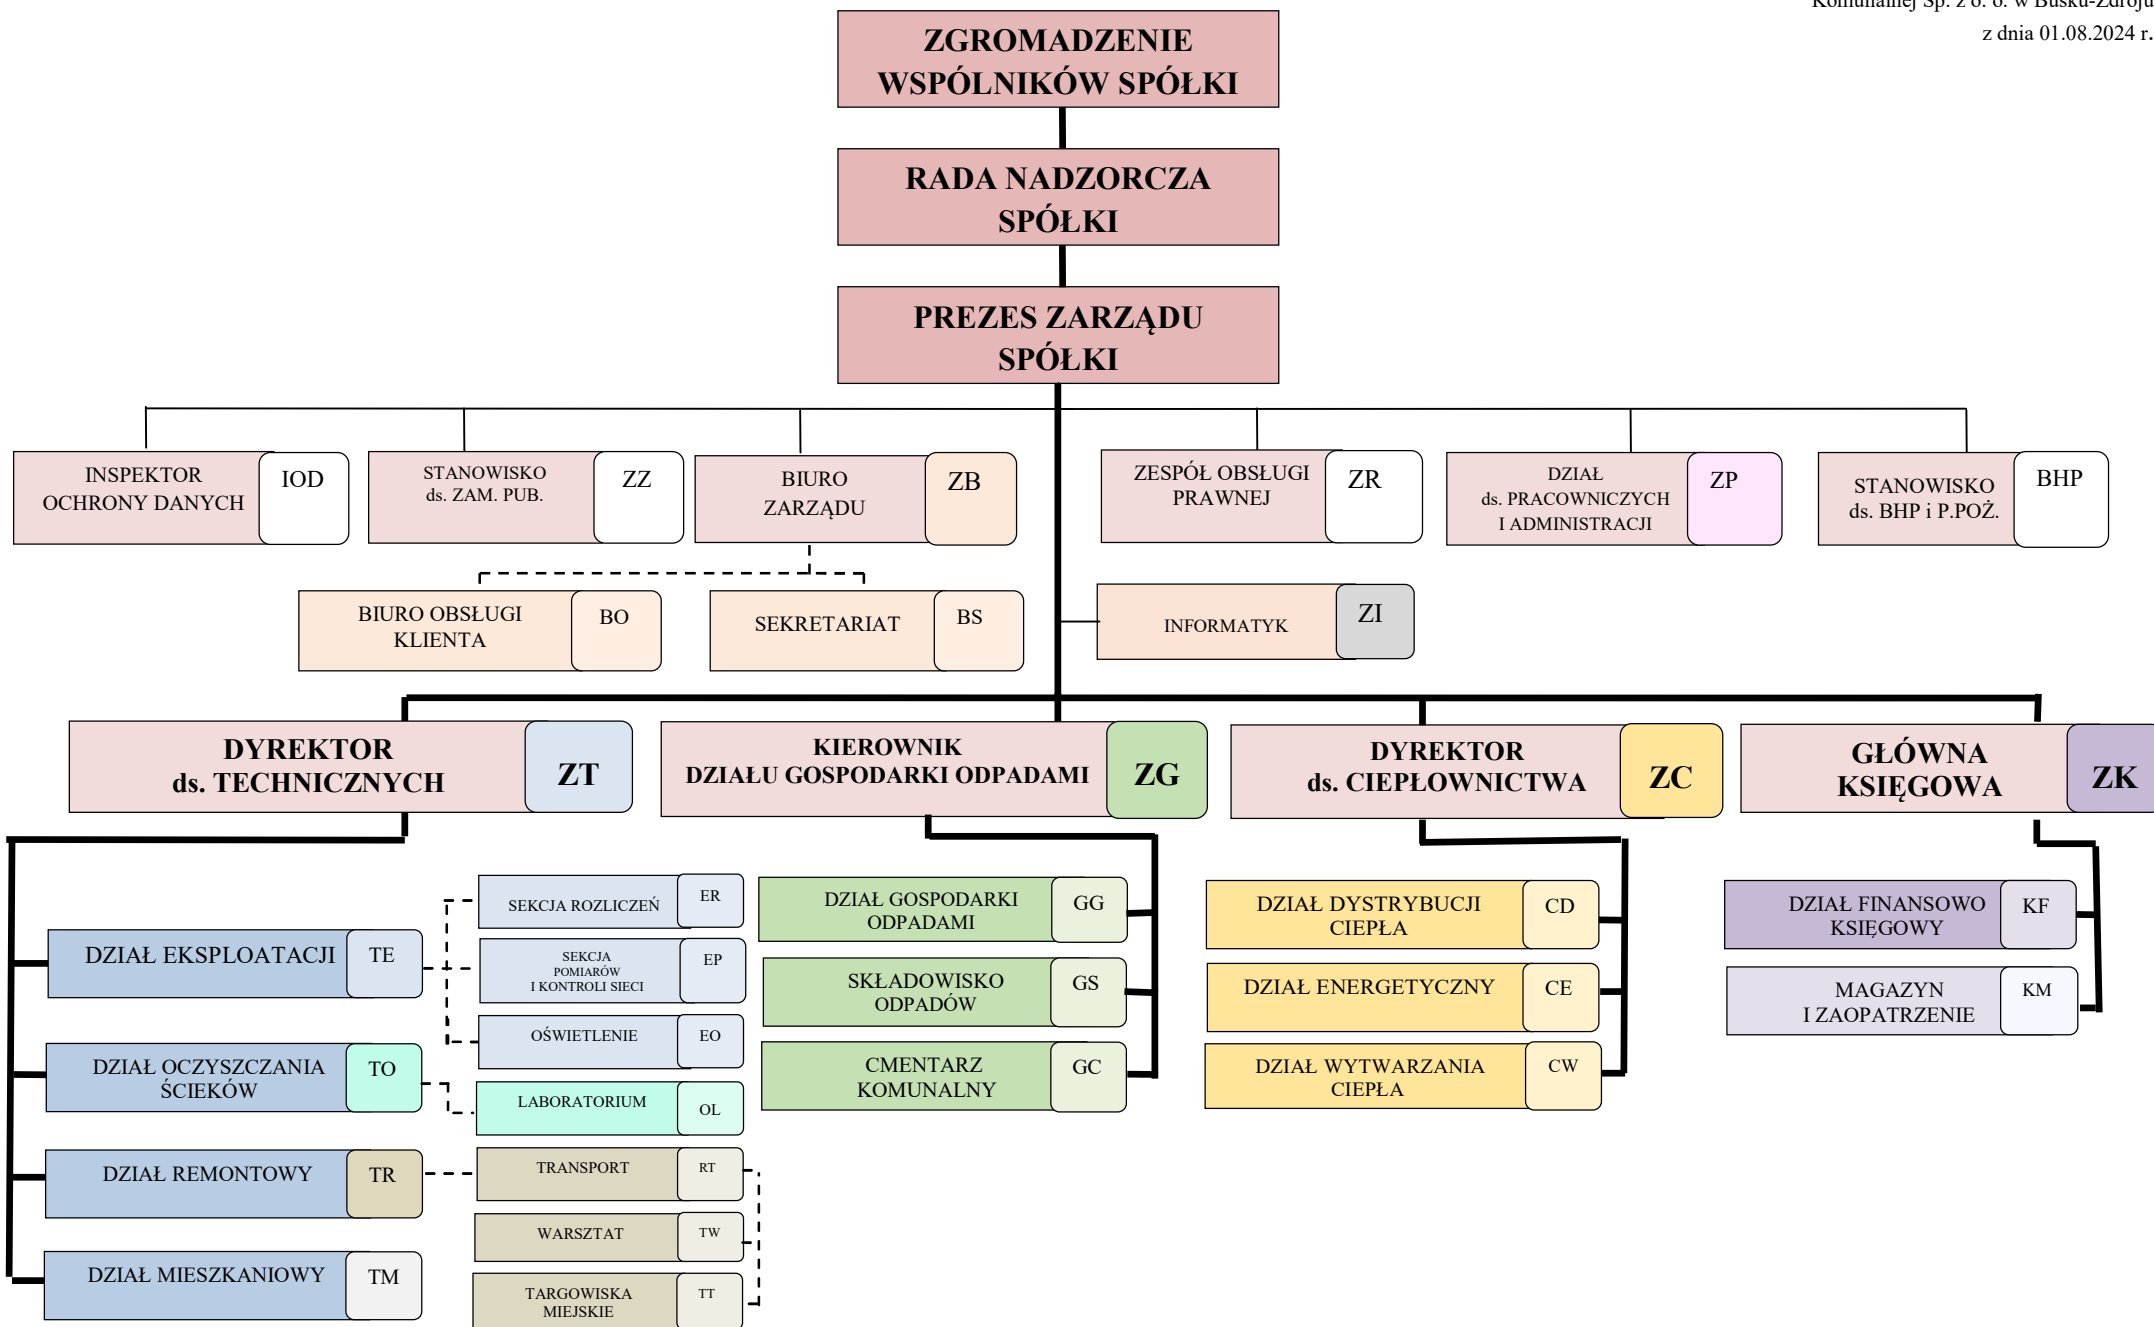 Komunalnej Sp. z o. o. w Busku-Zdroju
z dnia 01.08.2024 r.
ZGROMADZENIE
WSPÓLNIKÓW SPÓŁKI
RADA NADZORCZA
SPÓŁKI
PREZES ZARZĄDU
SPÓŁKI
INSPEKTOR
OCHRONY DANYCH
IOD
STANOWISKO
ds. ZAM. PUB.
ZZ
BIURO
ZARZĄDU
ZB
ZESPÓŁ OBSŁUGI
PRAWNEJ
ZR
DZIAŁ
ds. PRACOWNICZYCH
I ADMINISTRACJI
ZP
STANOWISKO
ds. BHP i P.POŻ.
BHP
BIURO OBSŁUGI
KLIENTA
BO
SEKRETARIAT
BS
INFORMATYK
ZI
DYREKTOR
ds. TECHNICZNYCH
ZT
KIEROWNIK
DZIAŁU GOSPODARKI ODPADAMI
ZG
DYREKTOR
ds. CIEPŁOWNICTWA
ZC
GŁÓWNA
KSIĘGOWA
ZK
DZIAŁ EKSPLOATACJI
TE
DZIAŁ OCZYSZCZANIA
ŚCIEKÓW
TO
DZIAŁ REMONTOWY
TR
DZIAŁ MIESZKANIOWY
TM
SEKCJA ROZLICZEŃ
ER
SEKCJA
POMIARÓW
I KONTROLI SIECI
EP
OŚWIETLENIE
EO
LABORATORIUM
OL
TRANSPORT
RT
WARSZTAT
TW
TARGOWISKA
MIEJSKIE
TT
DZIAŁ GOSPODARKI
ODPADAMI
GG
SKŁADOWISKO
ODPADÓW
GS
CMENTARZ
KOMUNALNY
GC
DZIAŁ DYSTRYBUCJI
CIEPŁA
CD
DZIAŁ ENERGETYCZNY
CE
DZIAŁ WYTWARZANIA
CIEPŁA
CW
DZIAŁ FINANSOWO
KSIĘGOWY
KF
MAGAZYN
I ZAOPATRZENIE
KM